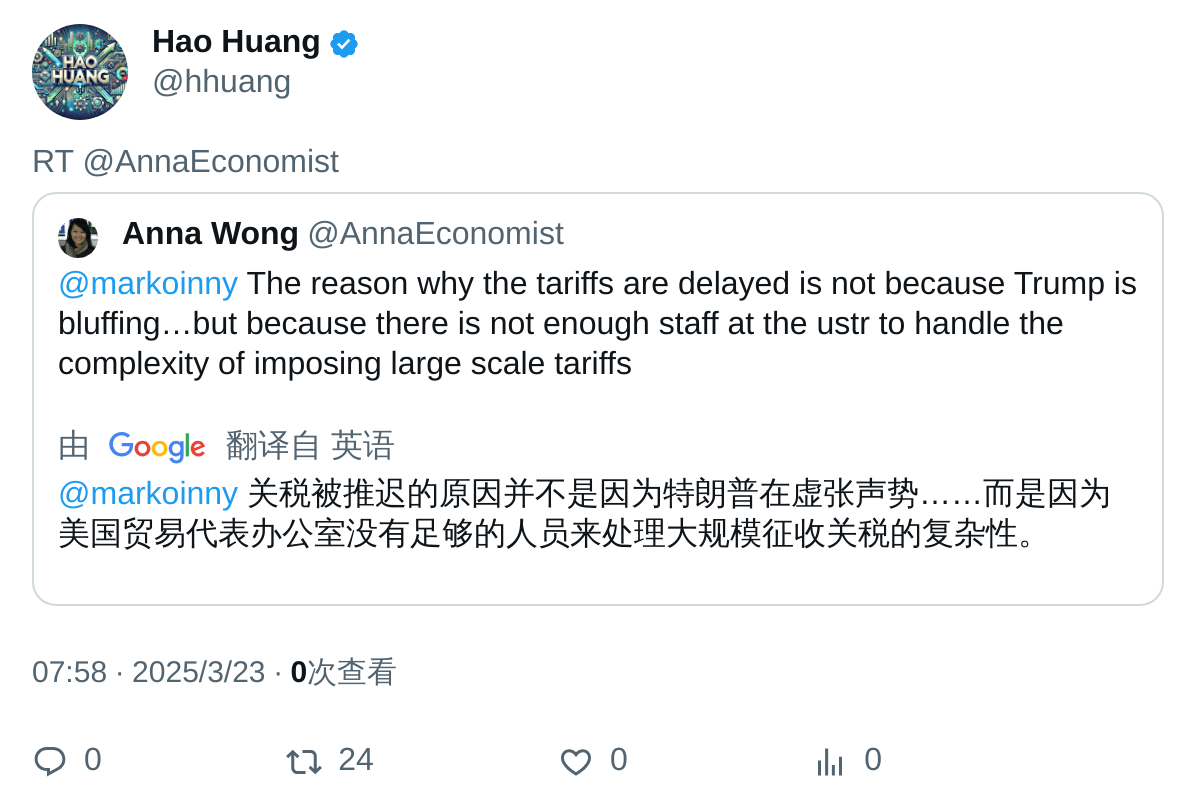 HAO
HUANG
Hao Huang
@hhuang
RT @AnnaEconomist
Anna Wong @AnnaEconomist
@markoinny The reason why the tariffs are delayed is not because Trump is
bluffing…but because there is not enough staff at the ustr to handle the
complexity of imposing large scale tariffs
由 Google 翻译自 英语
@markoinny 关税被推迟的原因并不是因为特朗普在虚张声势……而是因为
美国贸易代表办公室没有足够的人员来处理大规模征收关税的复杂性。
07:58 · 2025/3/23 · 0次查看
0 24 0 0